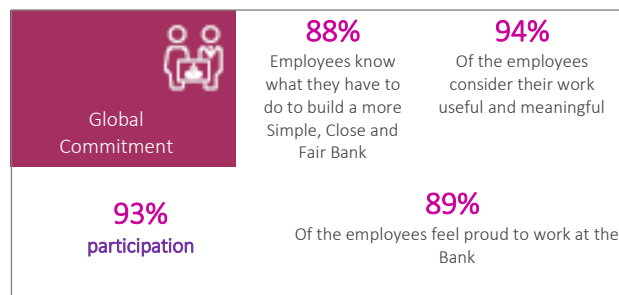 Global
Commitment
88%
Employees know
what they have to
do to build a more
Simple, Close and
Fair Bank
94%
Of the employees
consider their work
useful and meaningful
93%
participation
89%
Of the employees feel proud to work at the
Bank